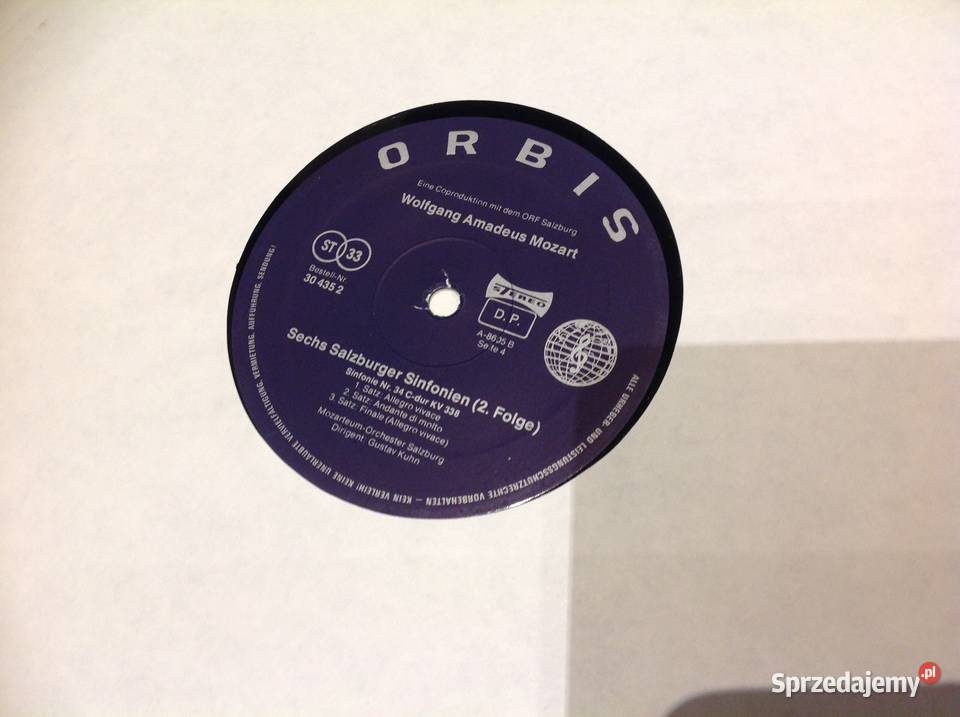 ORBIS
Eine Coproduktion mit dem ORF Salzburg
Wolfgang Amadeus Mozart
ST 33
Bestell-Nr
30 435 2
STEREO
D. P.
A-8635 B
Seite 4
Sechs Salzburger Sinfonien (2. Folge)
Sinfonie Nr. 34 C-dur KV 338
1. Satz: Allegro vivace
2. Satz: Andante di molto
3. Satz: Finale (Allegro vivace)
Mozarteum-Orchester Salzburg
Dirigent: Gustav Kuhn
ALLE URHEBER- UND LEISTUNGSSCHUTZRECHTE VORBEHALTEN – KEIN VERLEIH! KEINE UNERLAUBTE VERVIELFÄLTIGUNG, VERMIETUNG, AUFFÜHRUNG, SENDUNG!
Sprzedajemy.pl